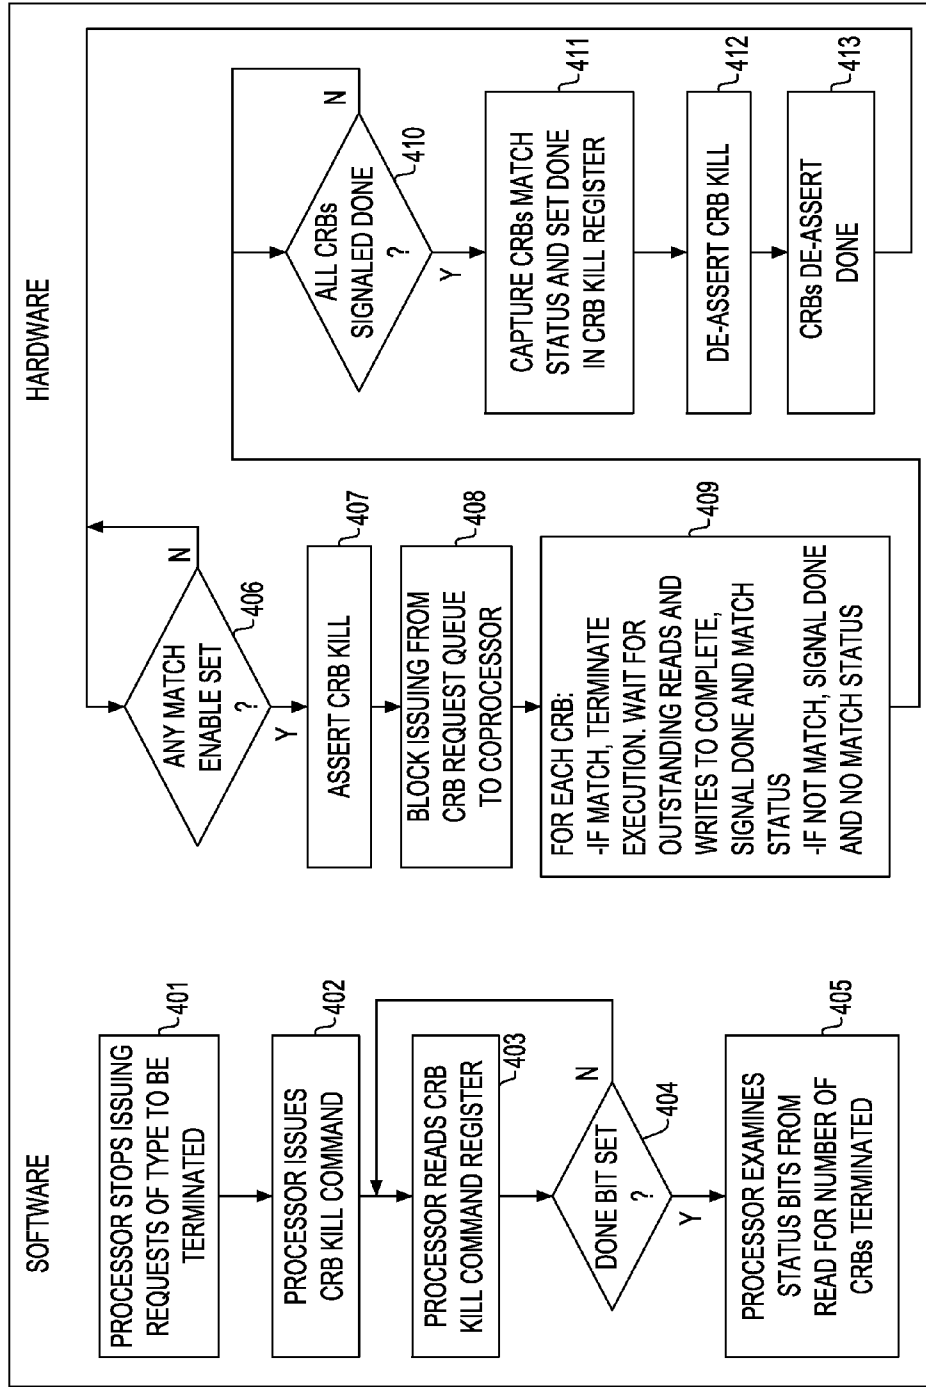 SOFTWARE
PROCESSOR STOPS ISSUING
REQUESTS OF TYPE TO BE
TERMINATED
401
PROCESSOR ISSUES
CRB KILL COMMAND
402
PROCESSOR READS CRB
KILL COMMAND REGISTER
403
DONE BIT SET
?
404
N
Y
PROCESSOR EXAMINES
STATUS BITS FROM
READ FOR NUMBER OF
CRBs TERMINATED
405
HARDWARE
ANY MATCH
ENABLE SET
?
406
N
Y
ASSERT CRB KILL
407
BLOCK ISSUING FROM
CRB REQUEST QUEUE
TO COPROCESSOR
408
FOR EACH CRB:
-IF MATCH, TERMINATE
EXECUTION. WAIT FOR
OUTSTANDING READS AND
WRITES TO COMPLETE,
SIGNAL DONE AND MATCH
STATUS
-IF NOT MATCH, SIGNAL DONE
AND NO MATCH STATUS
409
ALL CRBs
SIGNALED DONE
?
410
N
Y
CAPTURE CRBs MATCH
STATUS AND SET DONE
IN CRB KILL REGISTER
411
DE-ASSERT CRB KILL
412
CRBs DE-ASSERT
DONE
413